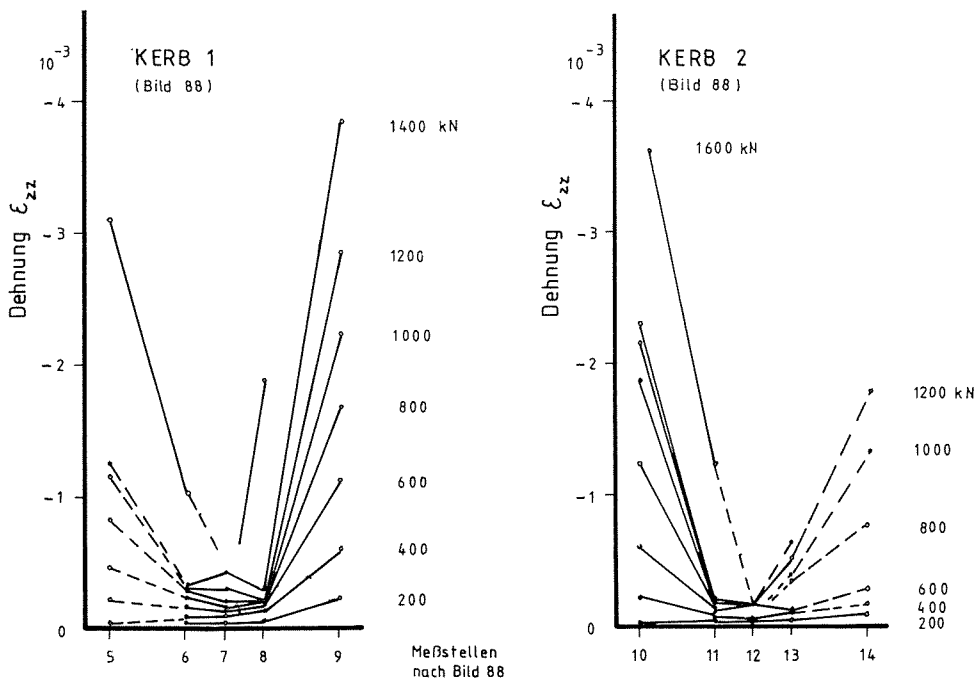 KERB 1
(Bild 88)
10⁻³
-4
-3
-2
-1
0
Dehnung εzz
1400 kN
1200
1000
800
600
400
200
5 6 7 8 9
Meßstellen
nach Bild 88
KERB 2
(Bild 88)
10⁻³
-4
-3
-2
-1
0
Dehnung εzz
1600 kN
1200 kN
1000
800
600
400
200
10 11 12 13 14